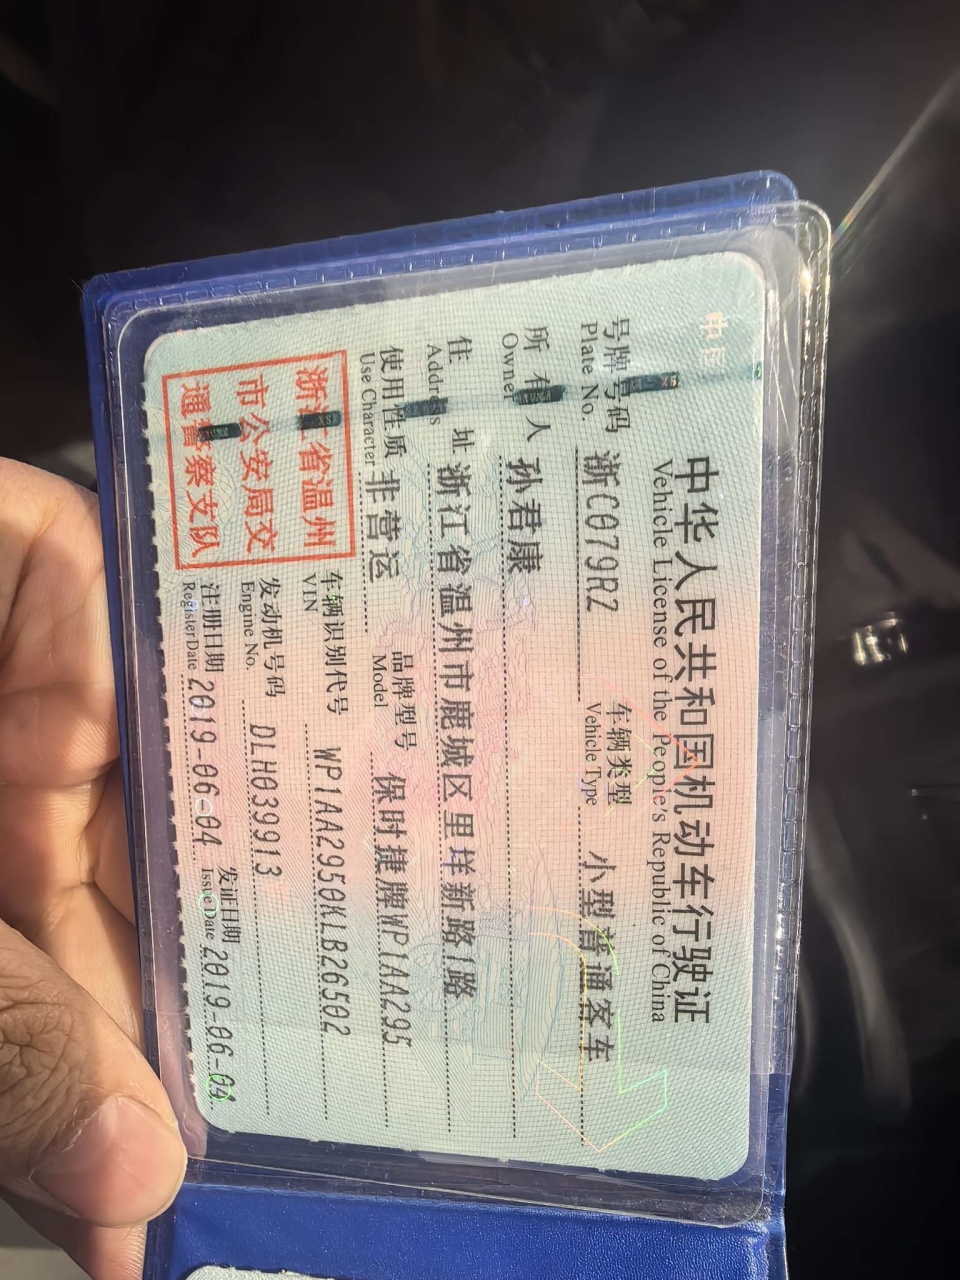 中华人民共和国机动车行驶证
Vehicle License of the People's Republic of China
号牌号码 浙C079R2 车辆类型 小型普通客车
Plate No. Vehicle Type
所有人 孙君康
Owner
住址 浙江省温州市鹿城区里垟新路1路
Address
使用性质 非营运 品牌型号 保时捷牌WP1AA295
Use Character Model
浙江省温州
市公安局交
通警察支队
车辆识别代号 WP1AA2950KLB26502
VIN
发动机号码 DLH039913
Engine No.
注册日期 2019-06-04 发证日期 2019-06-04
Register Date Issue Date